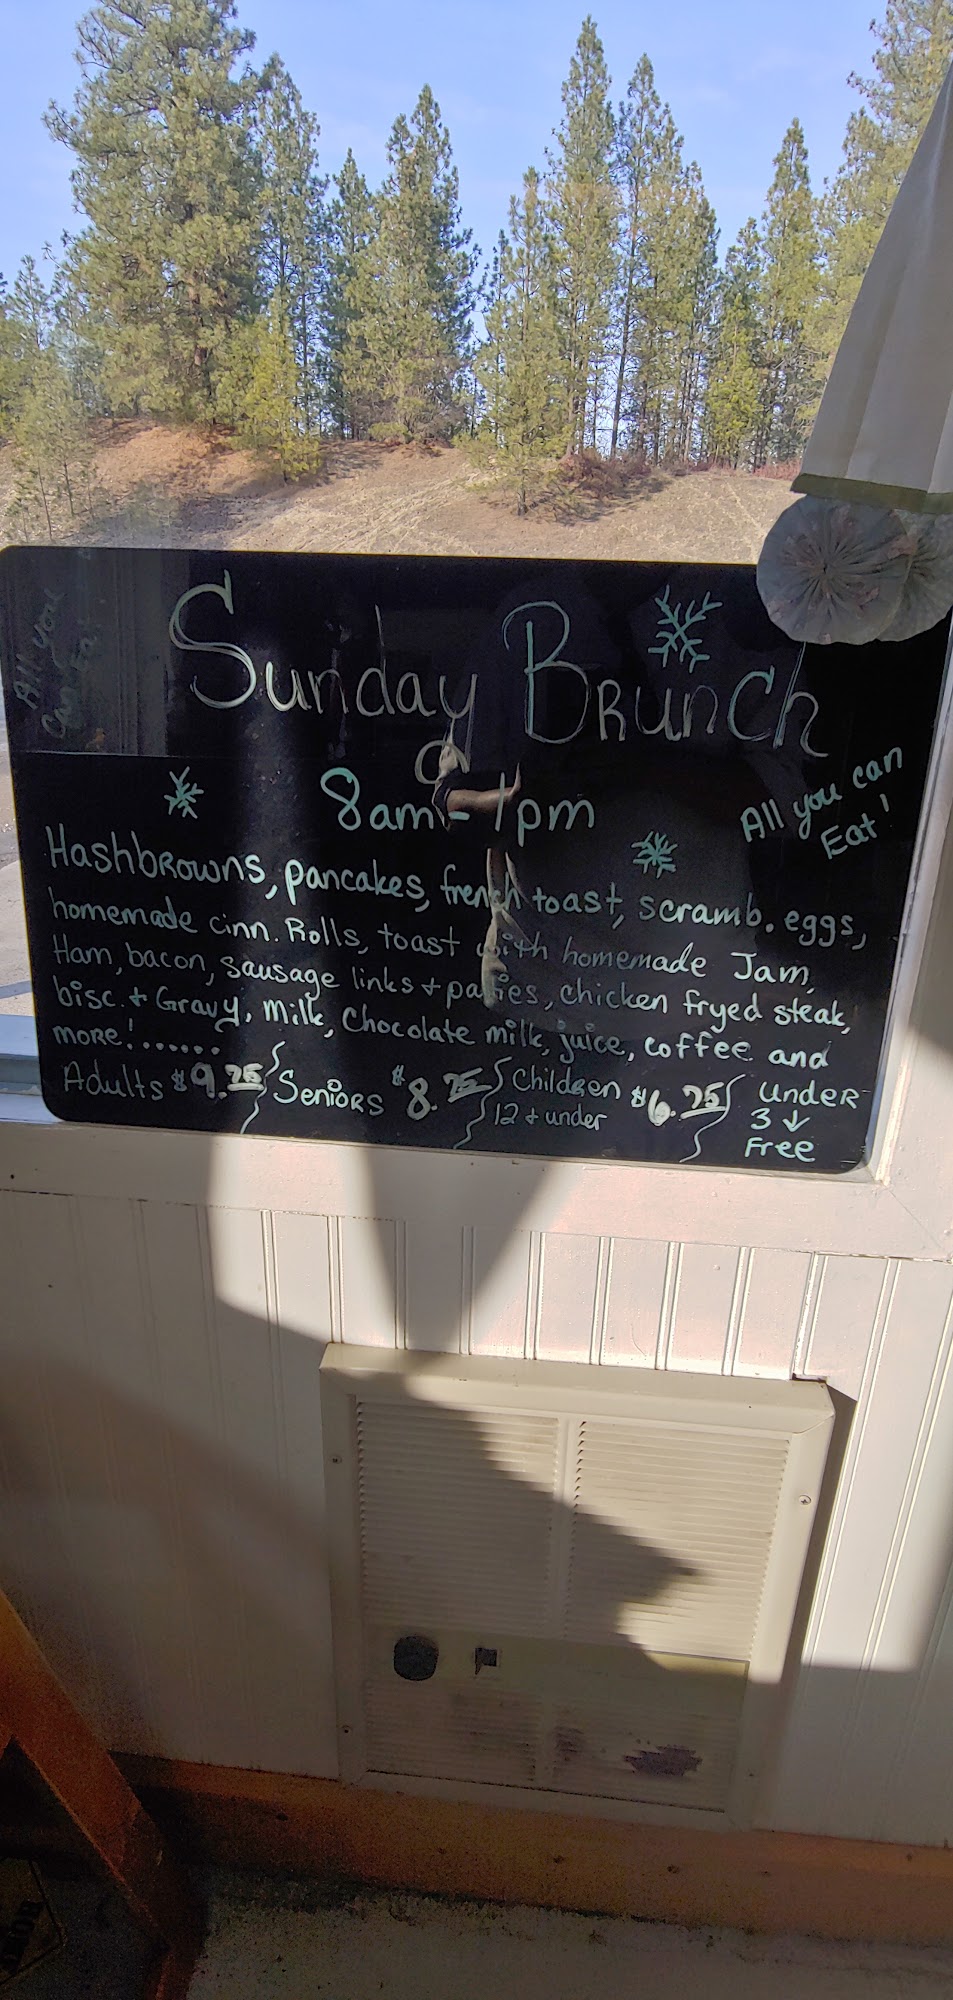 Sunday Brunch
8am - 1pm
All you can
Eat!
Hashbrowns, pancakes, french toast, scramb. eggs,
homemade cinn. Rolls, toast with homemade Jam,
Ham, bacon, sausage links + patties, chicken fryed steak,
bisc. + Gravy, Milk, Chocolate milk, juice, coffee and
more!......
Adults $9.25 Seniors $8.25 Children $6.75 Under
12 + under 3 ↓
Free
All you
Can Eat